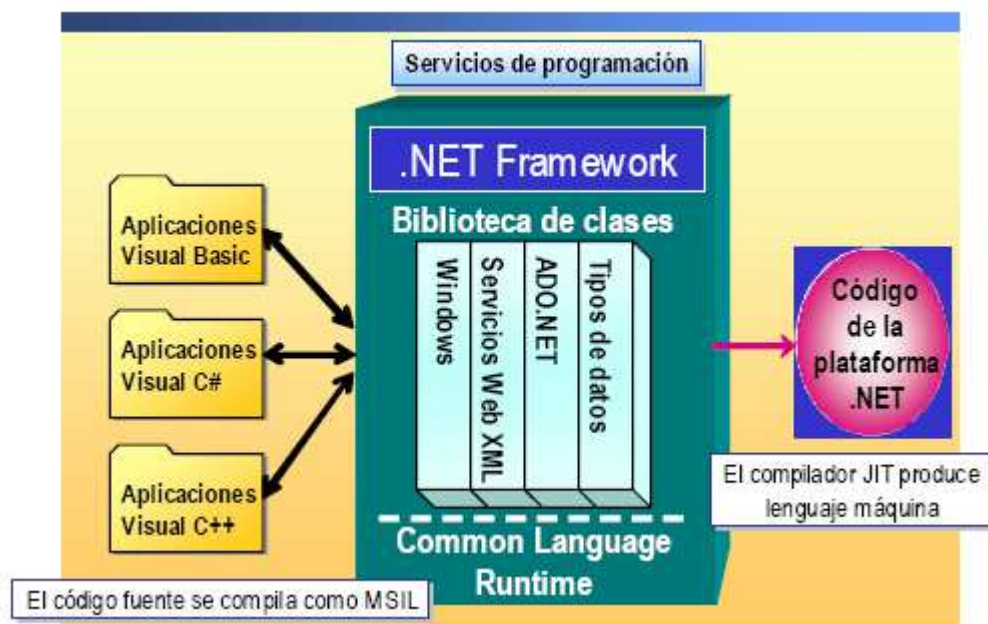 Servicios de programación
.NET Framework
Biblioteca de clases
Windows
Servicios Web XML
ADO.NET
Tipos de datos
Common Language
Runtime
Aplicaciones
Visual Basic
Aplicaciones
Visual C#
Aplicaciones
Visual C++
El código fuente se compila como MSIL
Código
de la
plataforma
.NET
El compilador JIT produce
lenguaje máquina